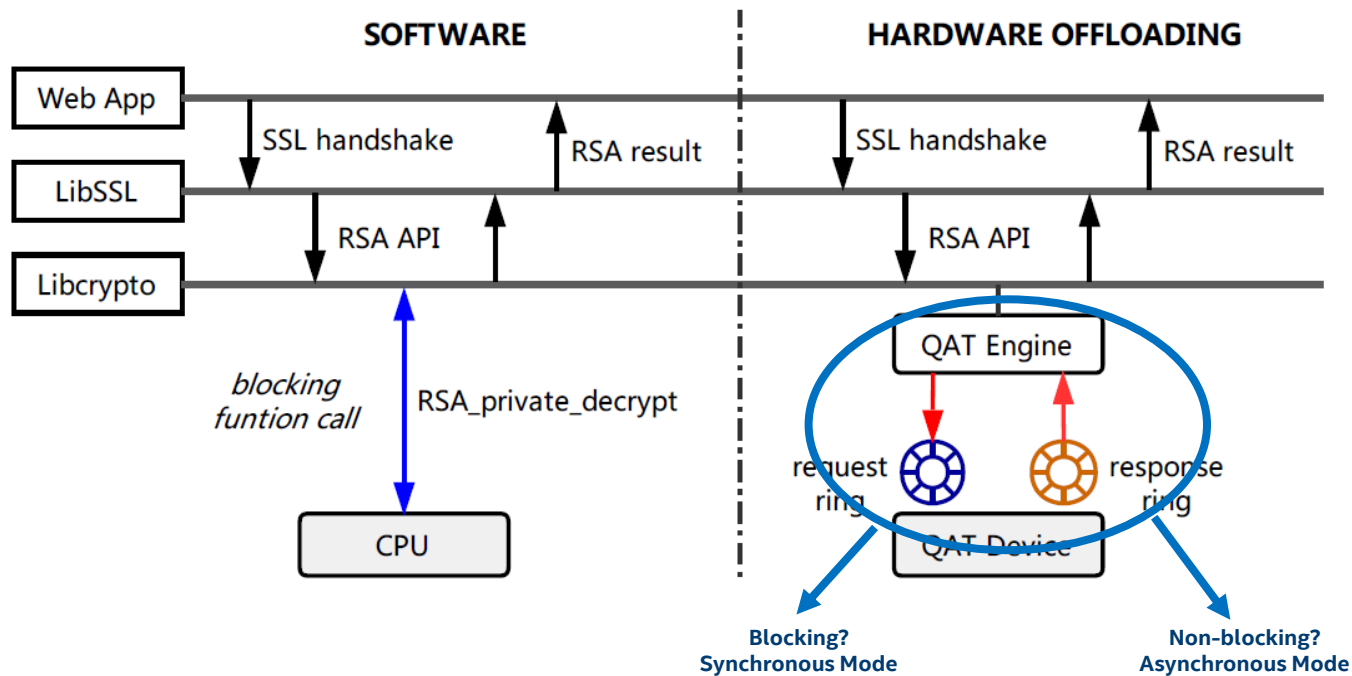 SOFTWARE
HARDWARE OFFLOADING
Web App
SSL handshake
RSA result
SSL handshake
RSA result
LibSSL
RSA API
RSA API
Libcrypto
QAT Engine
blocking
funtion call
RSA_private_decrypt
request
ring
response
ring
CPU
QAT Device
Blocking?
Synchronous Mode
Non-blocking?
Asynchronous Mode